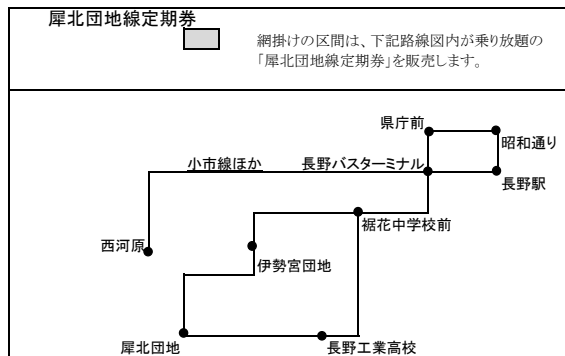 犀北団地線定期券
網掛けの区間は、下記路線図内が乗り放題の
「犀北団地線定期券」を販売します。
県庁前
昭和通り
小市線ほか
長野バスターミナル
長野駅
裾花中学校前
西河原
伊勢宮団地
犀北団地
長野工業高校